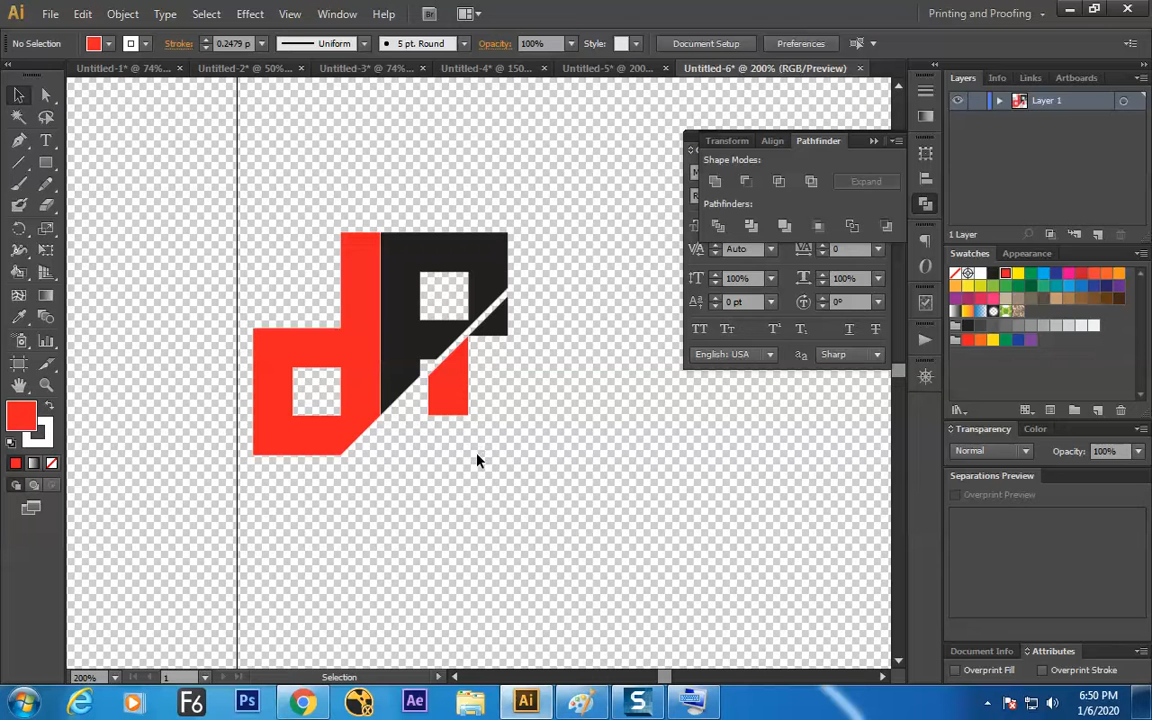 Ai File Edit Object Type Select Effect View Window Help Br Printing and Proofing
No Selection Stroke: 0.2479 p Uniform 5 pt. Round Opacity: 100% Style: Document Setup Preferences
Untitled-1* @ 74%... × Untitled-2* @ 50%... × Untitled-3* @ 74%... × Untitled-4* @ 150... × Untitled-5* @ 200... × Untitled-6* @ 200% (RGB/Preview) ×
Layers Info Links Artboards
Layer 1
Transform Align Pathfinder
Shape Modes:
Expand
Pathfinders:
Auto 0
100% 100%
0 pt 0°
English: USA Sharp
1 Layer
Swatches Appearance
Transparency Color
Normal Opacity: 100%
Separations Preview
Overprint Preview
Document Info Attributes
Overprint Fill Overprint Stroke
200% 1 Selection
F6 Ps Ae Ai S
6:50 PM
1/6/2020